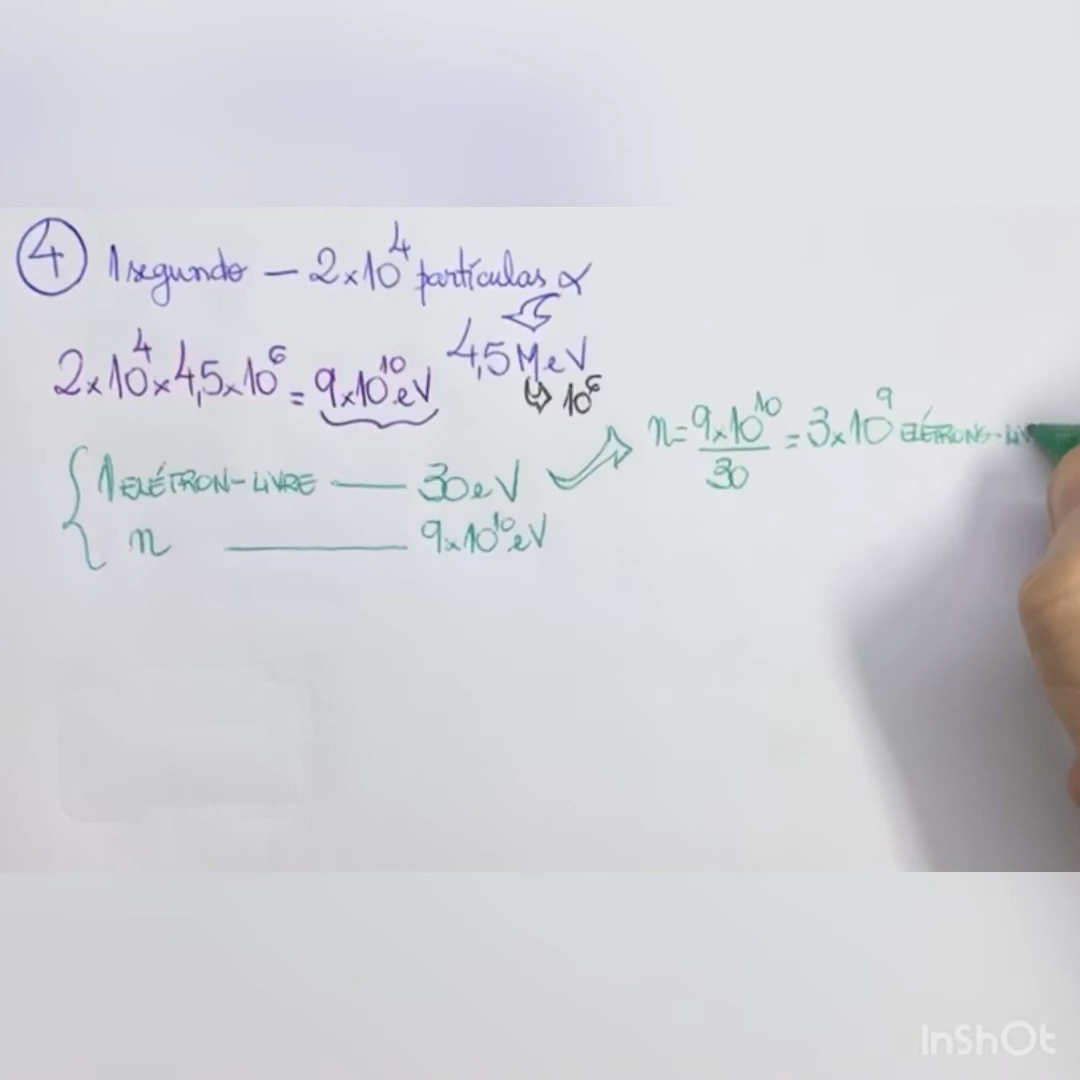 ④ 1 segundo — 2×10⁴ partículas α
4,5 MeV
↳ 10⁶
2×10⁴×4,5×10⁶ = 9×10¹⁰ eV
1 ELÉTRON-LIVRE — 30 eV
n — 9×10¹⁰ eV
n = 9×10¹⁰/30 = 3×10⁹ ELÉTRONS-LIV
InShOt